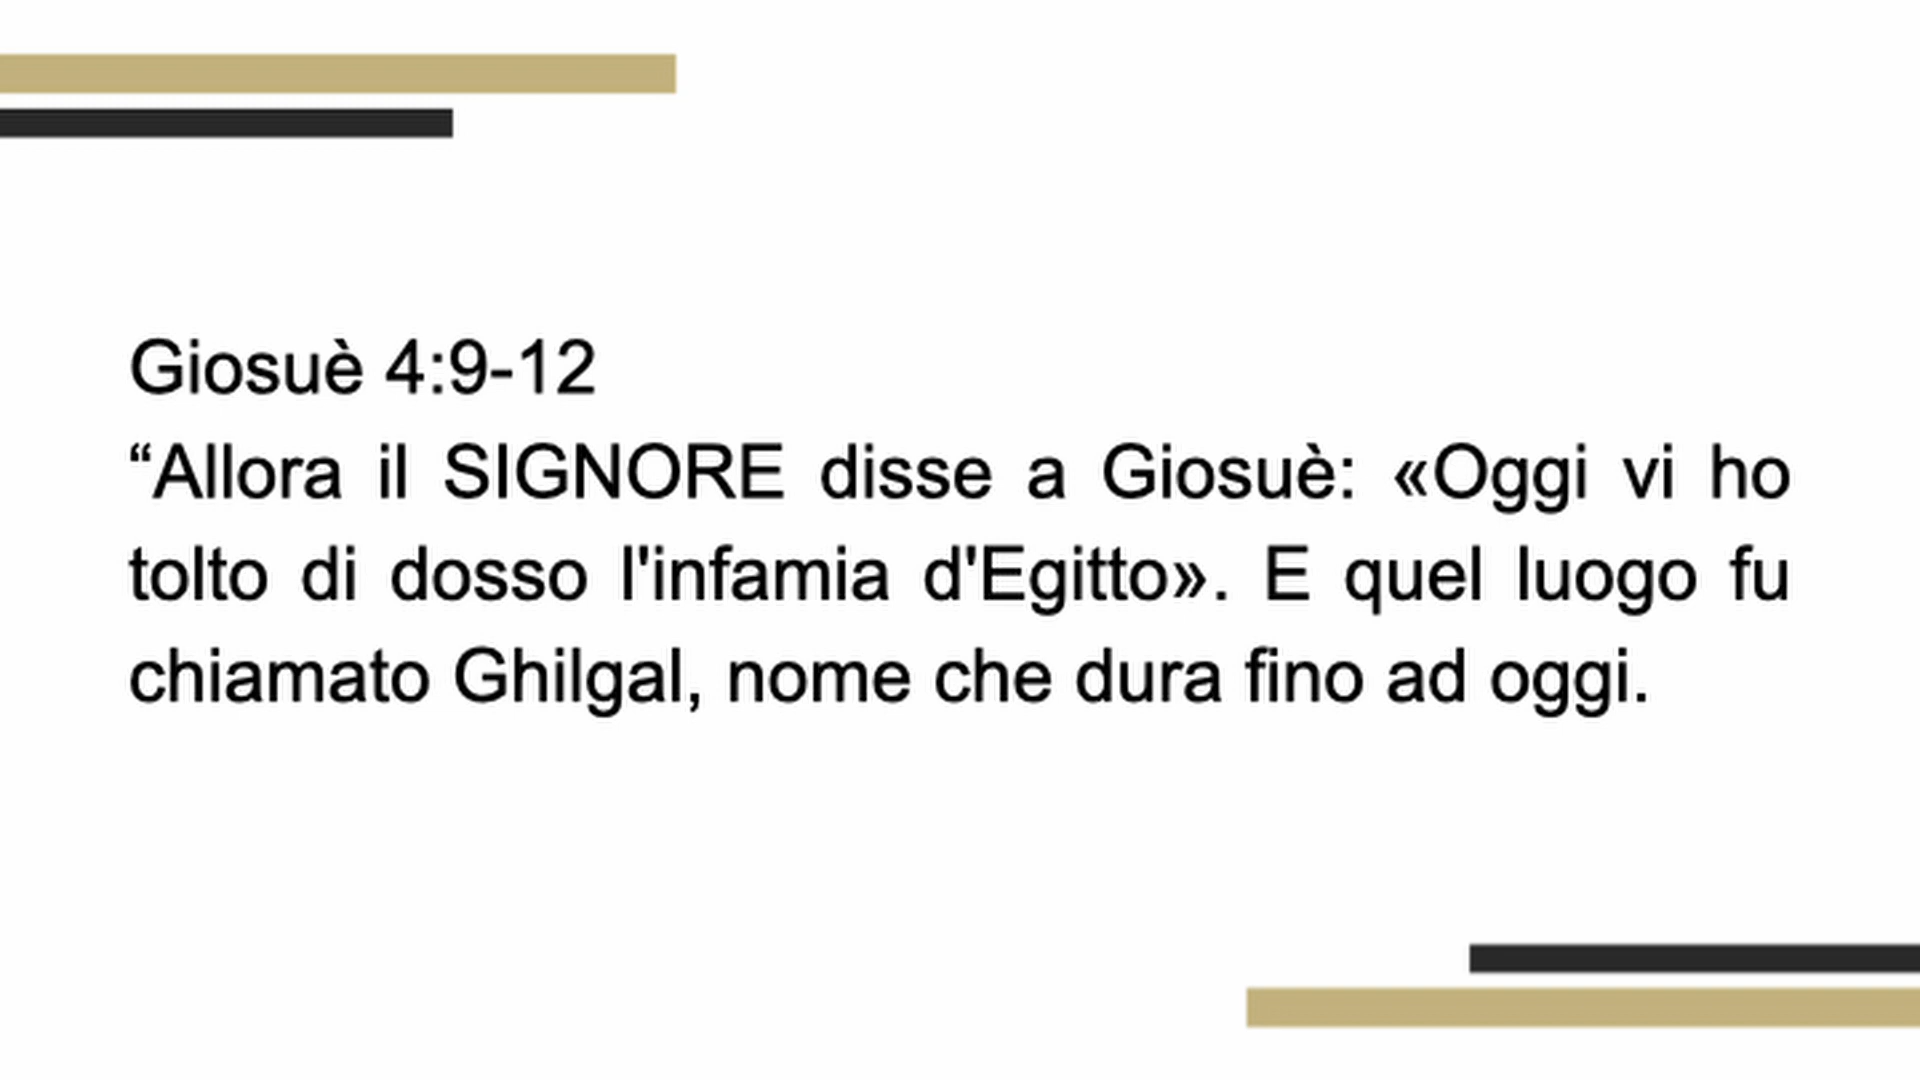 Giosuè 4:9-12
“Allora il SIGNORE disse a Giosuè: «Oggi vi ho
tolto di dosso l'infamia d'Egitto». E quel luogo fu
chiamato Ghilgal, nome che dura fino ad oggi.